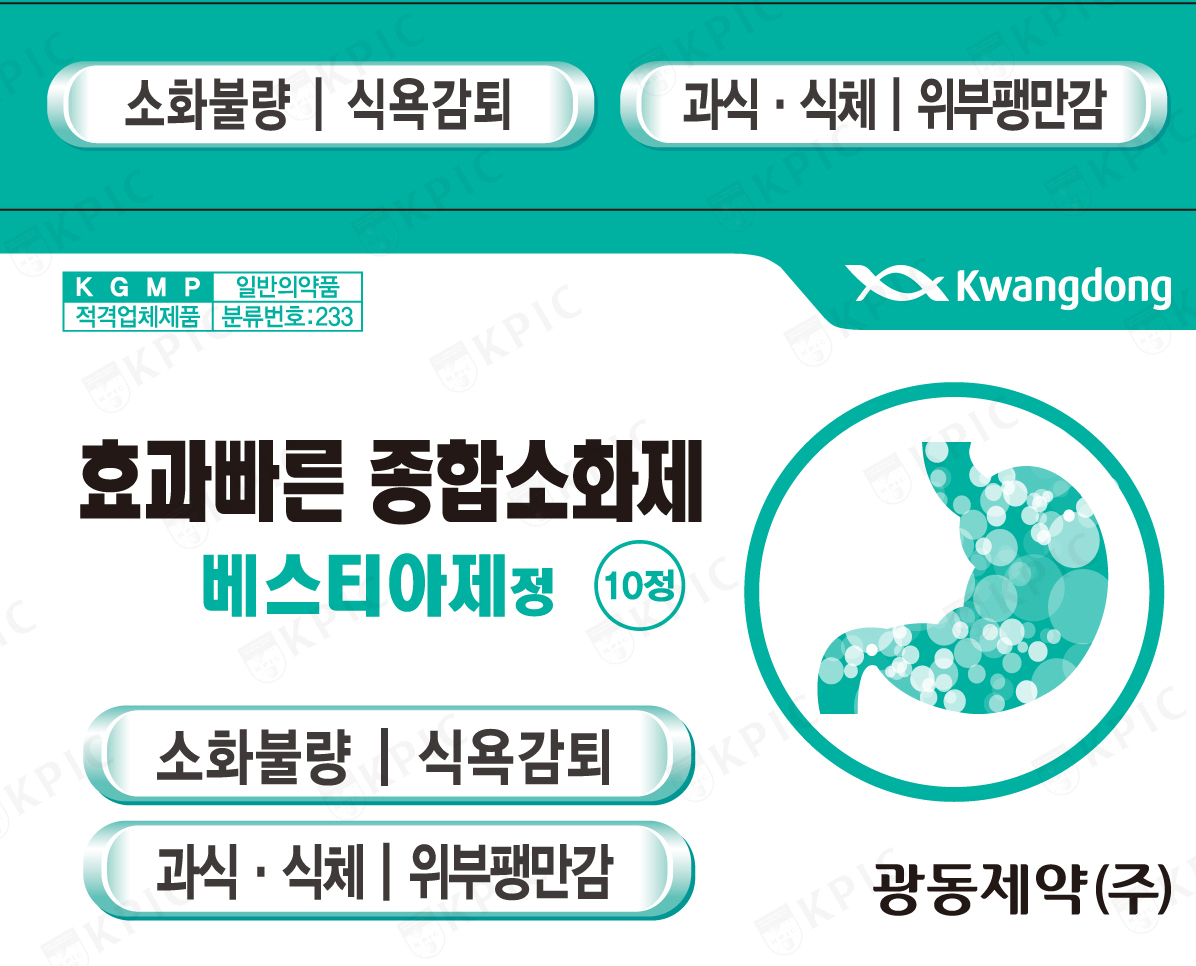 소화불량 | 식욕감퇴
과식 · 식체 | 위부팽만감
KGMP 일반의약품
적격업체제품 분류번호:233
Kwangdong
효과빠른 종합소화제
베스티아제정 10정
소화불량 | 식욕감퇴
과식 · 식체 | 위부팽만감
광동제약(주)
KPIC